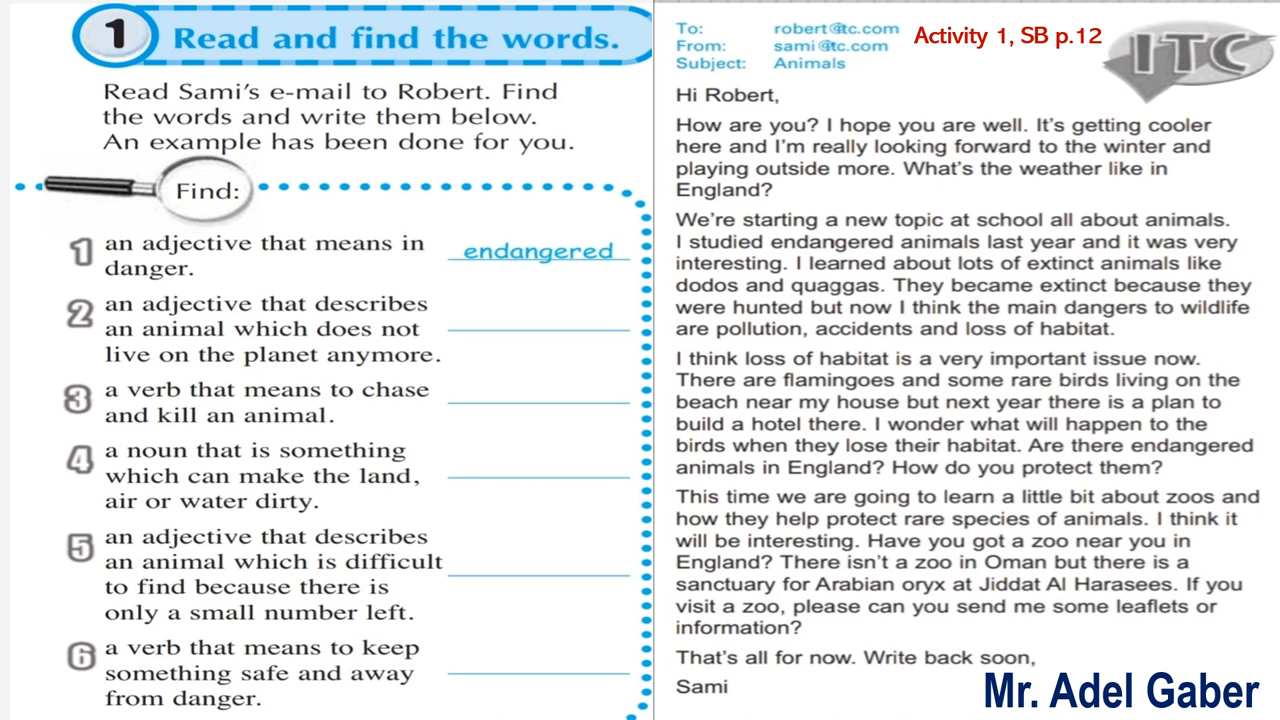 1 Read and find the words.
Read Sami's e-mail to Robert. Find
the words and write them below.
An example has been done for you.
Find:
1 an adjective that means in
danger.
endangered
2 an adjective that describes
an animal which does not
live on the planet anymore.
3 a verb that means to chase
and kill an animal.
4 a noun that is something
which can make the land,
air or water dirty.
5 an adjective that describes
an animal which is difficult
to find because there is
only a small number left.
6 a verb that means to keep
something safe and away
from danger.
Activity 1, SB p.12
ITC
To: robert@itc.com
From: sami@itc.com
Subject: Animals
Hi Robert,
How are you? I hope you are well. It's getting cooler
here and I'm really looking forward to the winter and
playing outside more. What's the weather like in
England?
We're starting a new topic at school all about animals.
I studied endangered animals last year and it was very
interesting. I learned about lots of extinct animals like
dodos and quaggas. They became extinct because they
were hunted but now I think the main dangers to wildlife
are pollution, accidents and loss of habitat.
I think loss of habitat is a very important issue now.
There are flamingoes and some rare birds living on the
beach near my house but next year there is a plan to
build a hotel there. I wonder what will happen to the
birds when they lose their habitat. Are there endangered
animals in England? How do you protect them?
This time we are going to learn a little bit about zoos and
how they help protect rare species of animals. I think it
will be interesting. Have you got a zoo near you in
England? There isn't a zoo in Oman but there is a
sanctuary for Arabian oryx at Jiddat Al Harasees. If you
visit a zoo, please can you send me some leaflets or
information?
That's all for now. Write back soon,
Sami
Mr. Adel Gaber